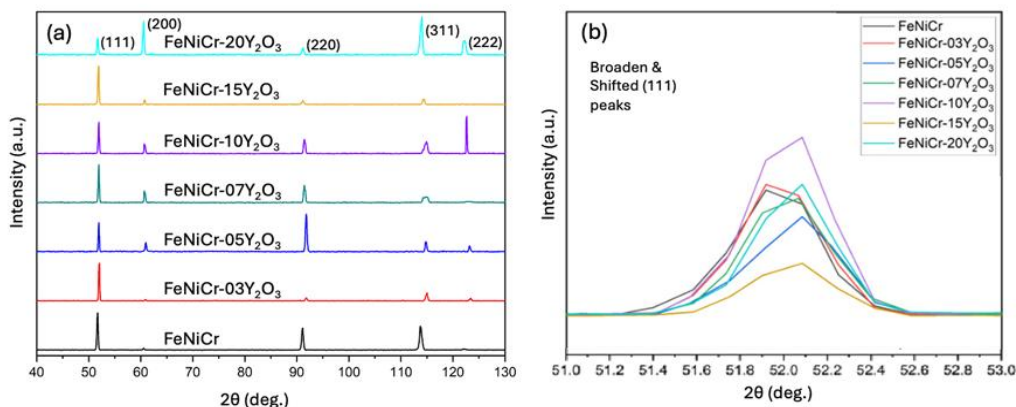 (a)
(111)
(200)
(220)
(311)
(222)
FeNiCr-20Y₂O₃
FeNiCr-15Y₂O₃
FeNiCr-10Y₂O₃
FeNiCr-07Y₂O₃
FeNiCr-05Y₂O₃
FeNiCr-03Y₂O₃
FeNiCr
Intensity (a.u.)
40 50 60 70 80 90 100 110 120 130
2θ (deg.)
(b)
Broaden &
Shifted (111)
peaks
FeNiCr
FeNiCr-03Y₂O₃
FeNiCr-05Y₂O₃
FeNiCr-07Y₂O₃
FeNiCr-10Y₂O₃
FeNiCr-15Y₂O₃
FeNiCr-20Y₂O₃
Intensity (a.u.)
51.0 51.2 51.4 51.6 51.8 52.0 52.2 52.4 52.6 52.8 53.0
2θ (deg.)